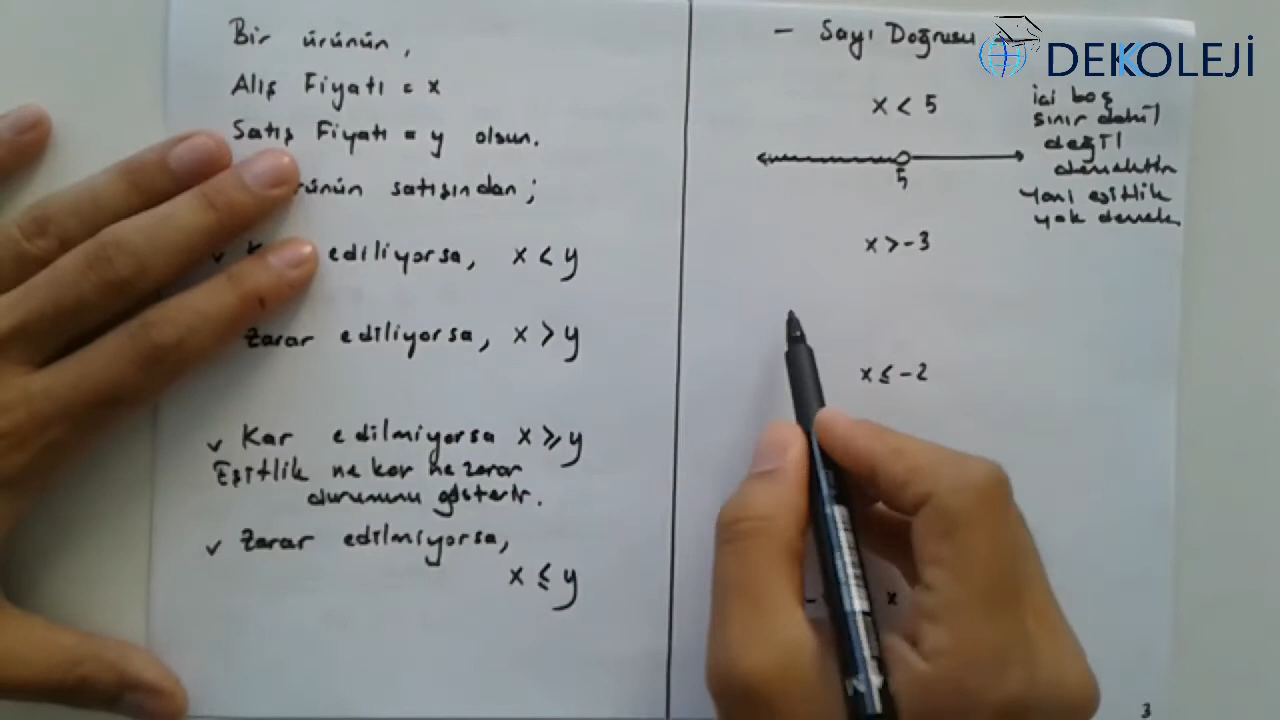 Bir ürünün,
Alış Fiyatı = x
Satış Fiyatı = y olsun.
ürünün satışından;
✓ K ediliyorsa, x < y
zarar ediliyorsa, x > y
✓ Kar edilmiyorsa x ⩾ y
Eşitlik ne kar ne zarar
durumunu gösterir.
✓ Zarar edilmiyorsa,
x ≤ y
- Sayı Doğrusu
DEKOLEJİ
x < 5
içi boş
sınır dahil
değil
demektir
Yani eşitlik
yok demek
5
x > -3
x ≤ -2
x
3